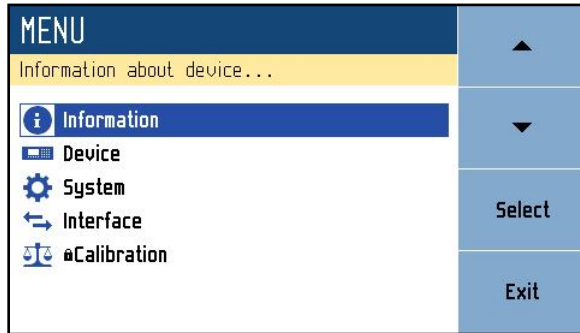 MENU
Information about device...
Information
Device
System
Interface
Calibration
Select
Exit